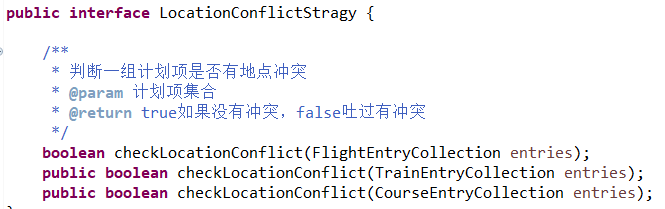 public interface LocationConflictStragy {
/**
* 判断一组计划项是否有地点冲突
* @param 计划项集合
* @return true如果没有冲突，false吐过有冲突
*/
boolean checkLocationConflict(FlightEntryCollection entries);
public boolean checkLocationConflict(TrainEntryCollection entries);
public boolean checkLocationConflict(CourseEntryCollection entries);